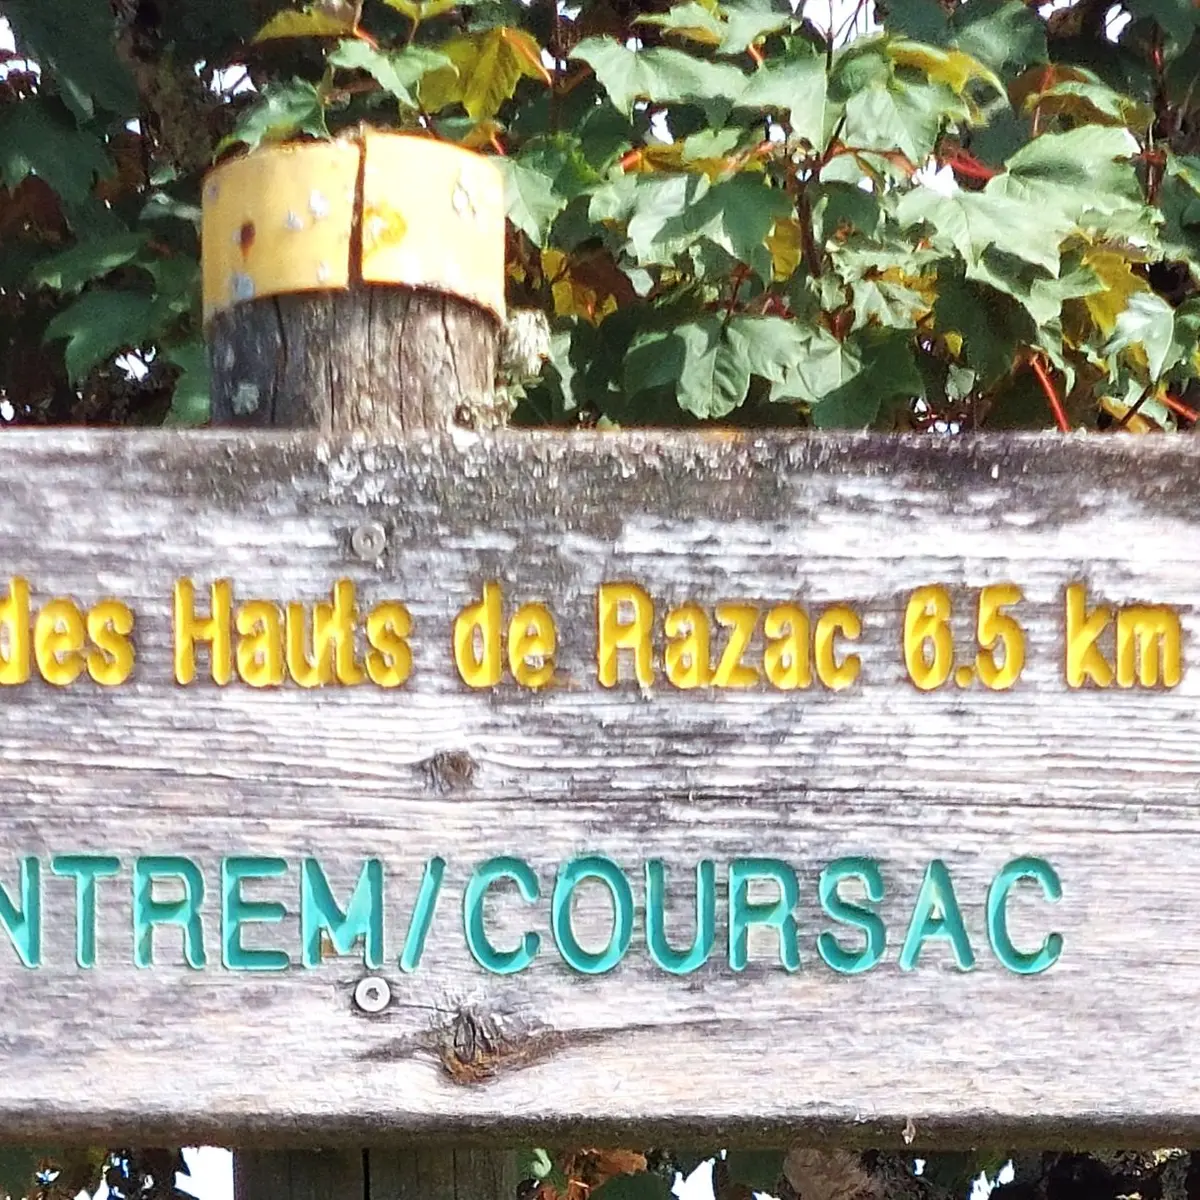 des Hauts de Razac 6.5 km
NTREM/COURSAC